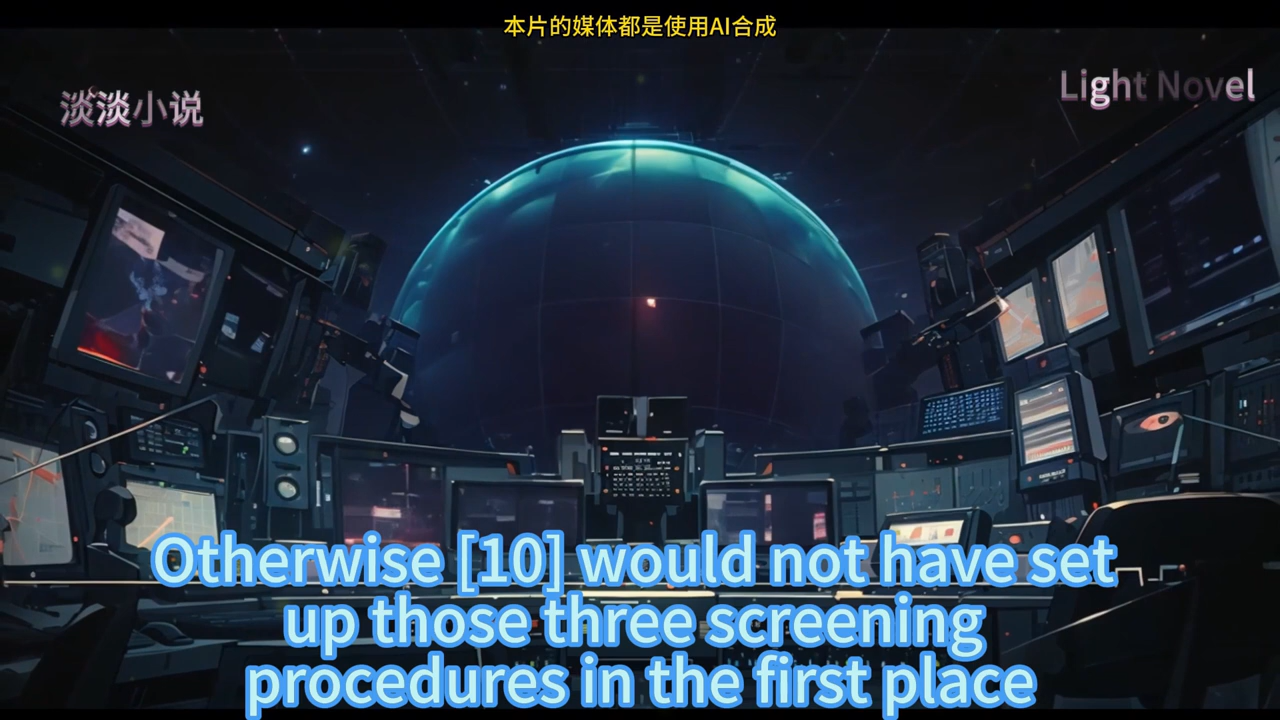 本片的媒体都是使用AI合成
淡淡小说
Light Novel
Otherwise [10] would not have set
up those three screening
procedures in the first place